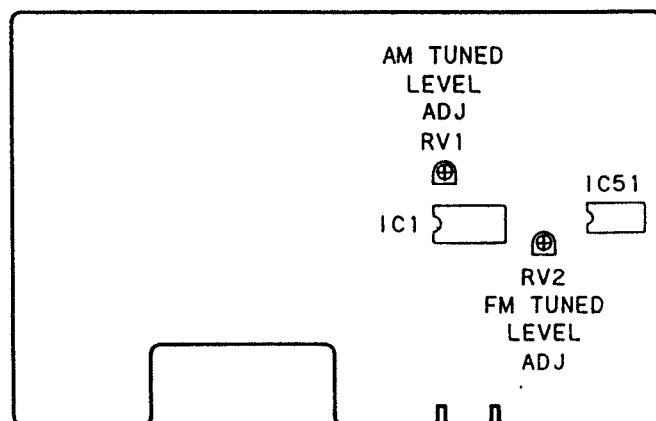 AM TUNED
LEVEL
ADJ
RV1
IC51
IC1
RV2
FM TUNED
LEVEL
ADJ